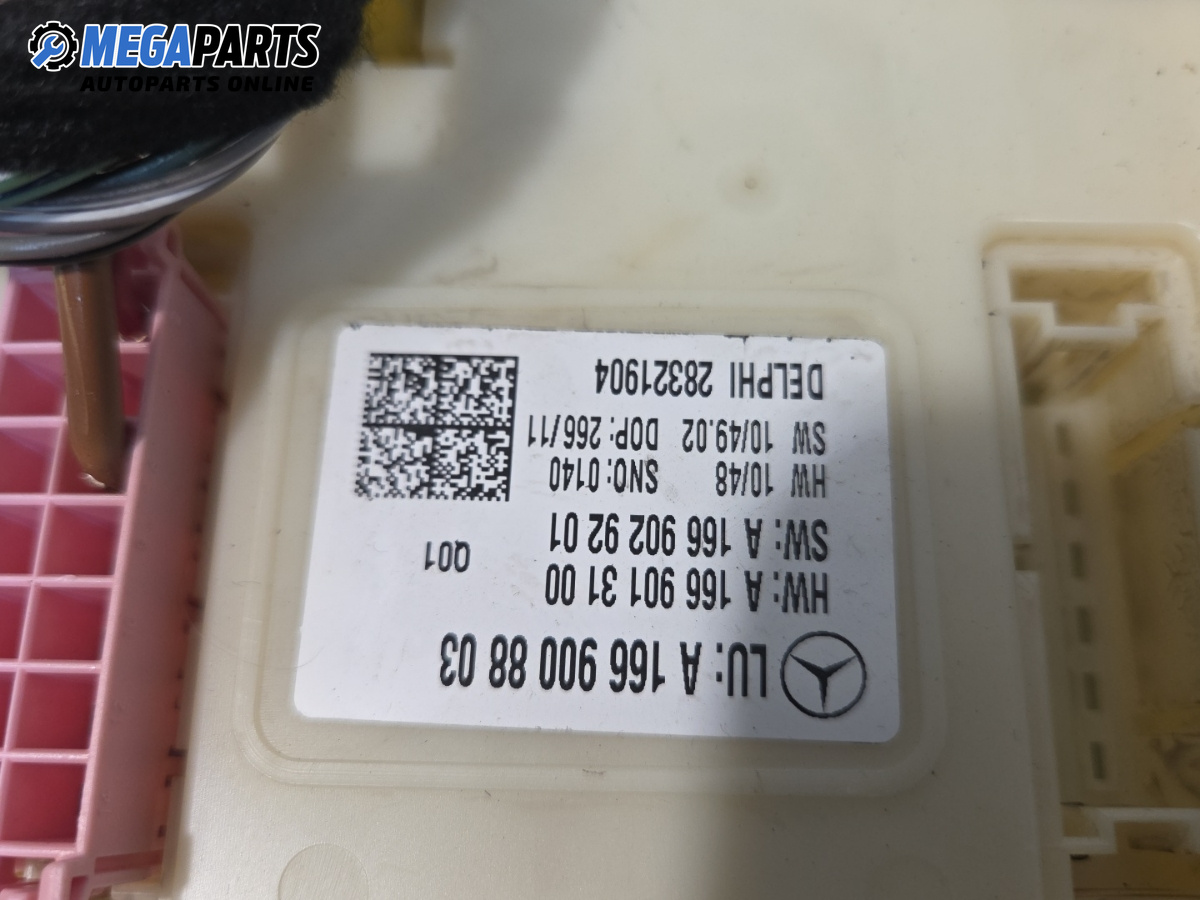 MEGAPARTS
AUTOPARTS ONLINE
LU: A 166 900 88 03
HW: A 166 901 31 00
SW: A 166 902 92 01 Q01
HW 10/48 SNO: 0140
SW 10/49.02 DOP: 266/11
DELPHI 28321904